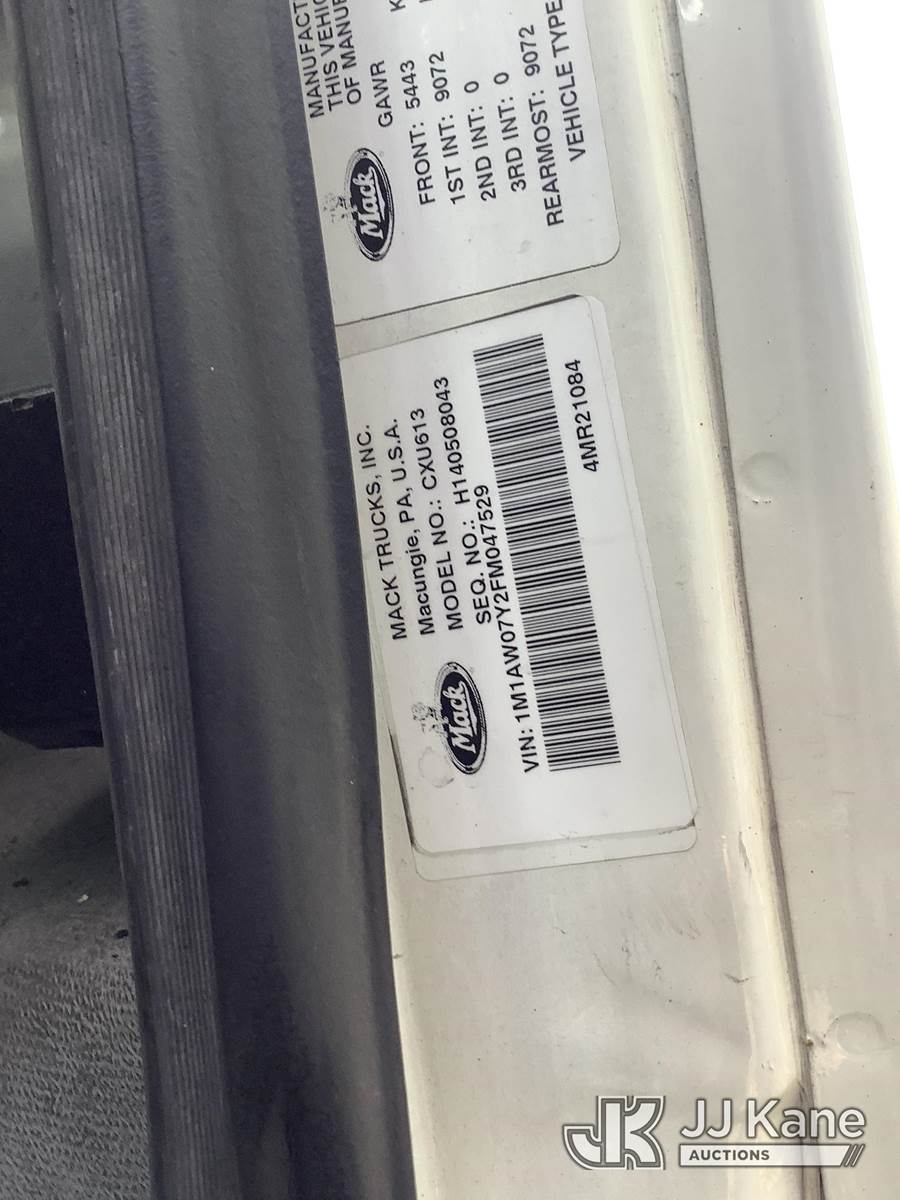 MANUFACT
THIS VEHIC
OF MANUF
GAWR K
FRONT: 5443
1ST INT: 9072
2ND INT: 0
3RD INT: 0
REARMOST: 9072
VEHICLE TYPE
Mack
MACK TRUCKS, INC.
Macungie, PA, U.S.A.
MODEL NO.: CXU613
SEQ. NO.: H140508043
VIN: 1M1AW07Y2FM047529
4MR21084
Mack
JK JJ Kane
AUCTIONS